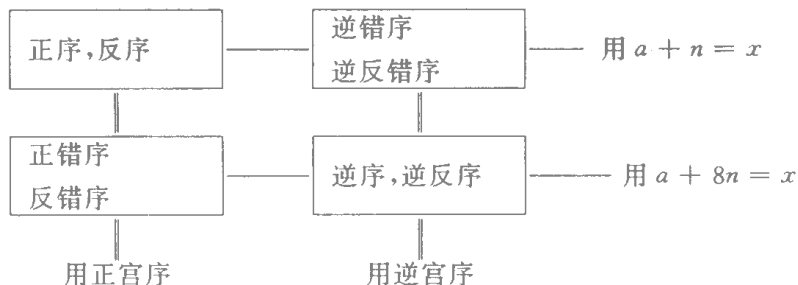 正序,反序
逆错序
逆反错序
用 a + n = x
正错序
反错序
逆序,逆反序
用 a + 8n = x
用正宫序
用逆宫序